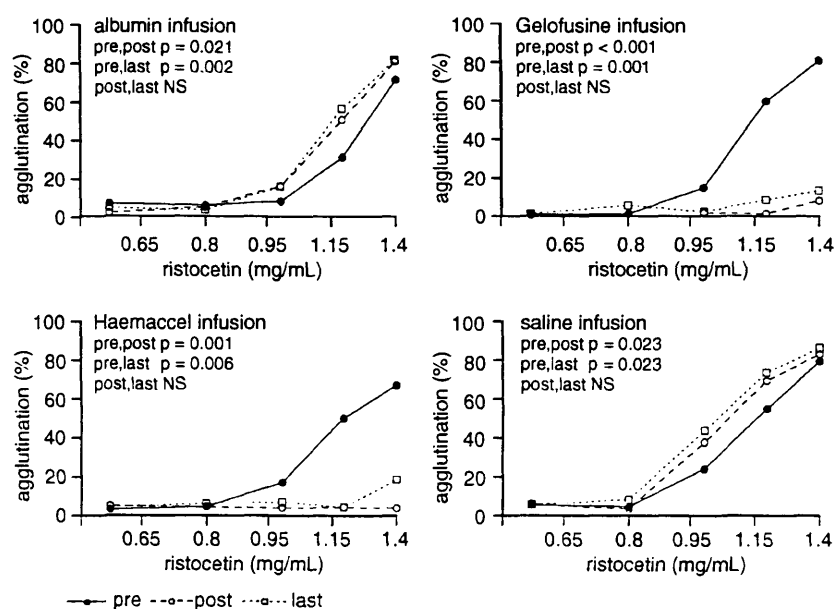 albumin infusion
pre,post p = 0.021
pre,last p = 0.002
post,last NS
agglutination (%)
100
80
60
40
20
0
0.65 0.8 0.95 1.15 1.4
ristocetin (mg/mL)
Gelofusine infusion
pre,post p < 0.001
pre,last p = 0.001
post,last NS
agglutination (%)
100
80
60
40
20
0
0.65 0.8 0.95 1.15 1.4
ristocetin (mg/mL)
Haemaccel infusion
pre,post p = 0.001
pre,last p = 0.006
post,last NS
agglutination (%)
100
80
60
40
20
0
0.65 0.8 0.95 1.15 1.4
ristocetin (mg/mL)
saline infusion
pre,post p = 0.023
pre,last p = 0.023
post,last NS
agglutination (%)
100
80
60
40
20
0
0.65 0.8 0.95 1.15 1.4
ristocetin (mg/mL)
pre post last